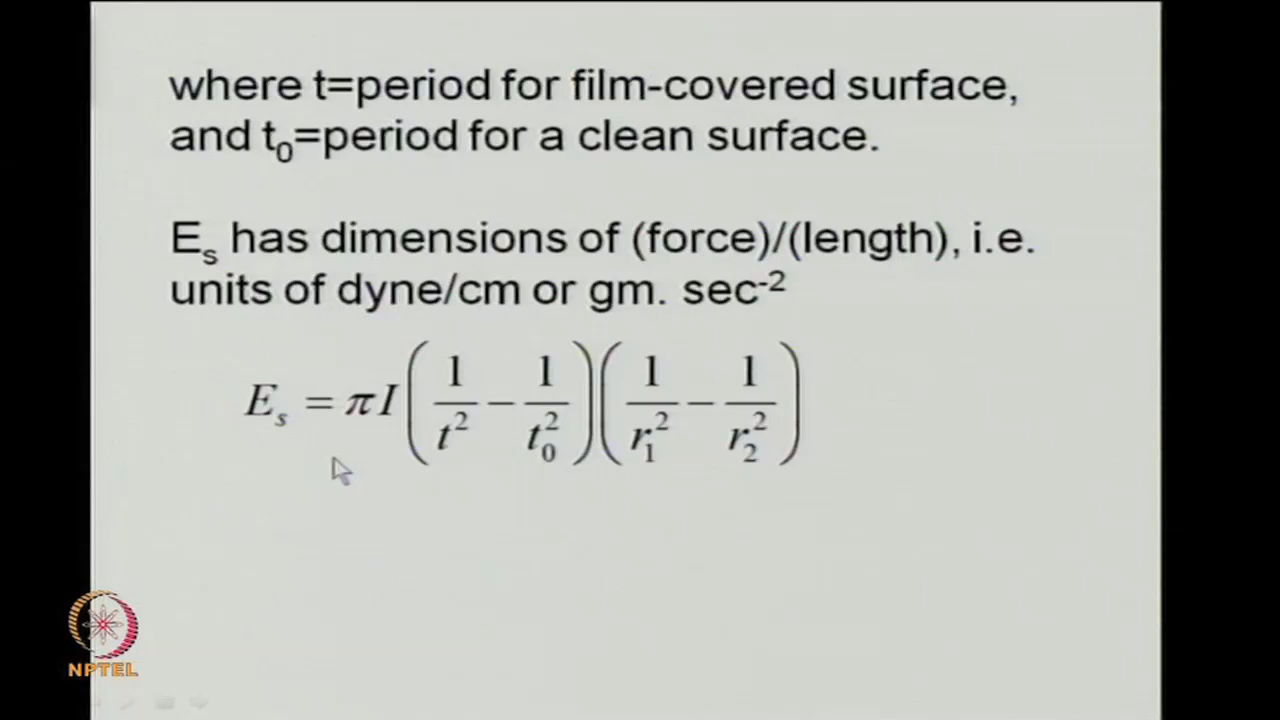 where t=period for film-covered surface,
and t₀=period for a clean surface.
Eₛ has dimensions of (force)/(length), i.e.
units of dyne/cm or gm. sec⁻²
Eₛ = πI(1/t² − 1/t₀²)(1/r₁² − 1/r₂²)
NPTEL